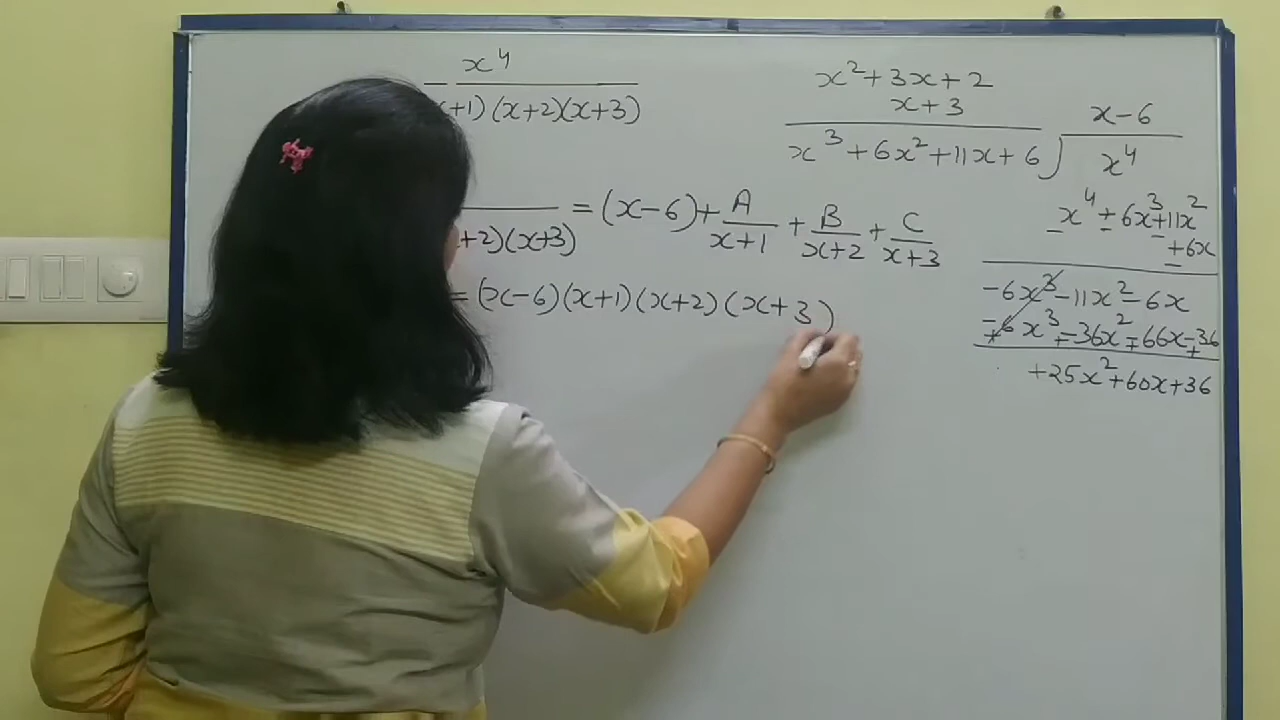 x⁴
+1)(x+2)(x+3)
+2)(x+3) = (x-6) + A/x+1 + B/x+2 + C/x+3
= (x-6)(x+1)(x+2)(x+3)
x²+3x+2
x+3
x³+6x²+11x+6
x-6
x⁴
x⁴+6x³+11x²
+6x
-6x³-11x²-6x
-6x³-36x²-66x-36
+25x²+60x+36